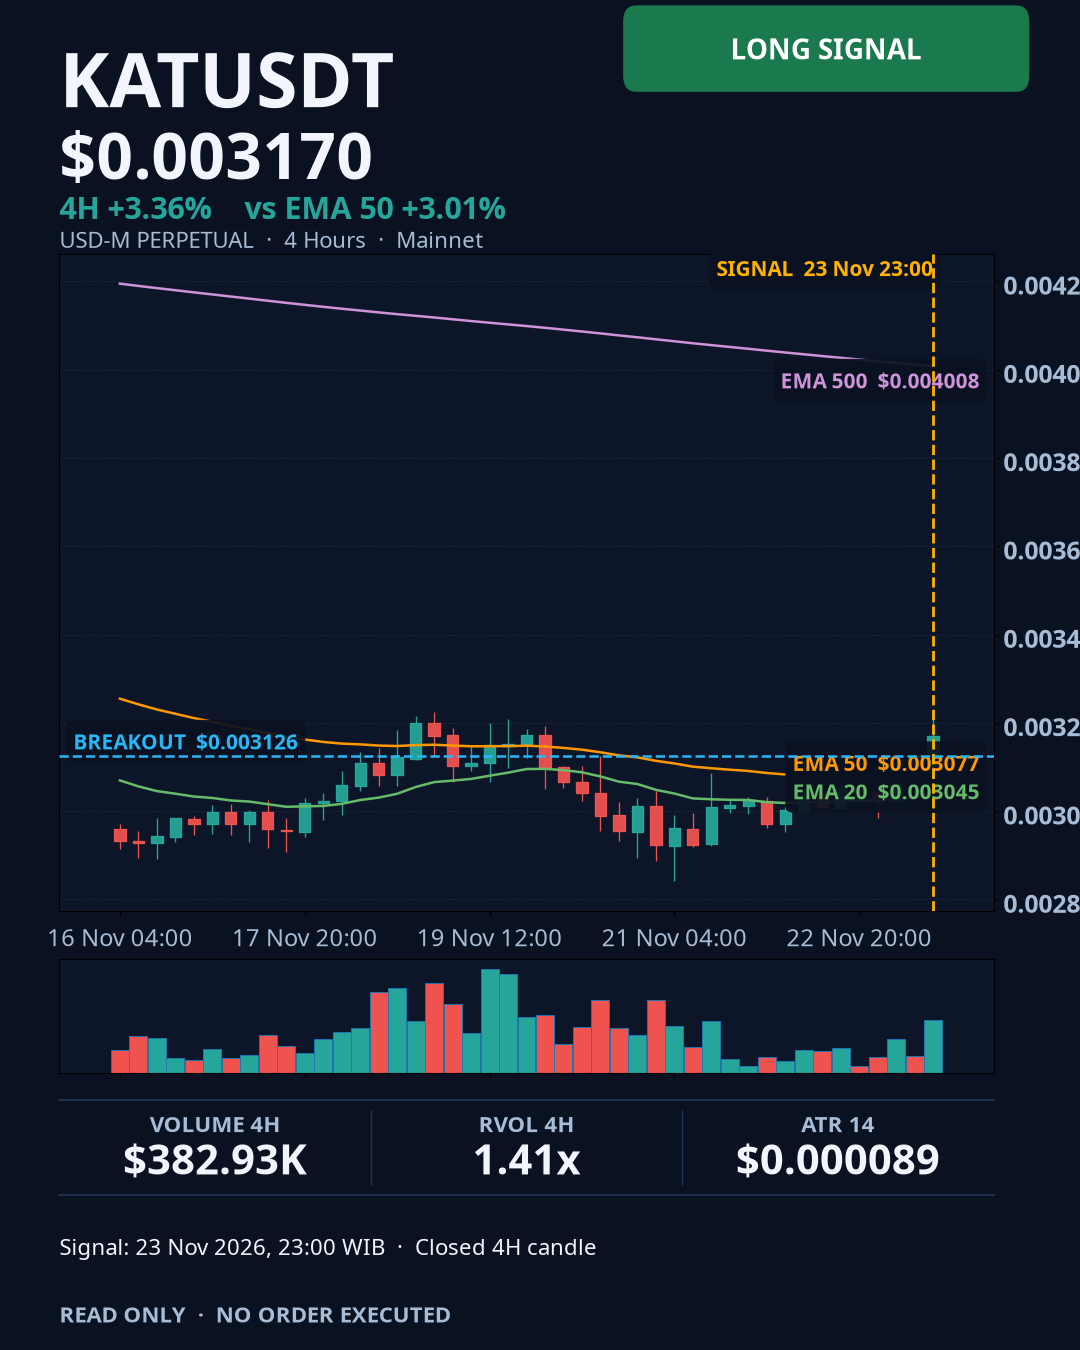 LONG SIGNAL
KATUSDT
$0.003170
4H +3.36% vs EMA 50 +3.01%
USD-M PERPETUAL · 4 Hours · Mainnet
SIGNAL 23 Nov 23:00
0.0042
EMA 500 $0.004008
0.0040
0.0038
0.0036
0.0034
0.0032
BREAKOUT $0.003126
EMA 50 $0.003077
EMA 20 $0.003045
0.0030
0.0028
16 Nov 04:00 17 Nov 20:00 19 Nov 12:00 21 Nov 04:00 22 Nov 20:00
VOLUME 4H RVOL 4H ATR 14
$382.93K 1.41x $0.000089
Signal: 23 Nov 2026, 23:00 WIB · Closed 4H candle
READ ONLY · NO ORDER EXECUTED